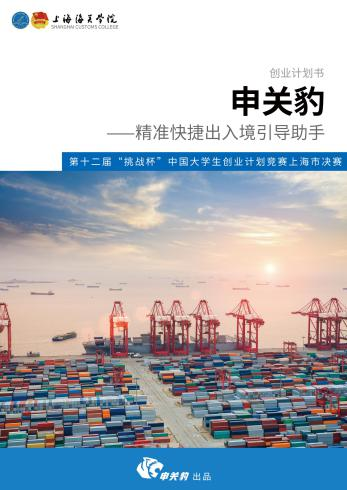 上海海关学院
SHANGHAI CUSTOMS COLLEGE
创业计划书
申关豹
——精准快捷出入境引导助手
第十二届“挑战杯”中国大学生创业计划竞赛上海市决赛
申关豹 出品